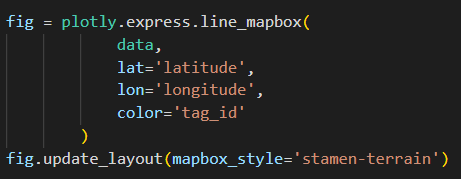 fig = plotly.express.line_mapbox(
data,
lat='latitude',
lon='longitude',
color='tag_id'
)
fig.update_layout(mapbox_style='stamen-terrain')